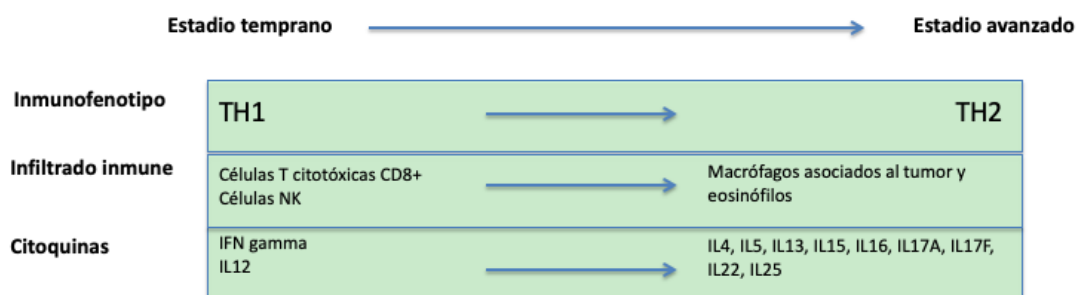 Estadio temprano Estadio avanzado
Inmunofenotipo TH1 TH2
Infiltrado inmune Células T citotóxicas CD8+ Macrófagos asociados al tumor y
Células NK eosinófilos
Citoquinas IFN gamma IL4, IL5, IL13, IL15, IL16, IL17A, IL17F,
IL12 IL22, IL25